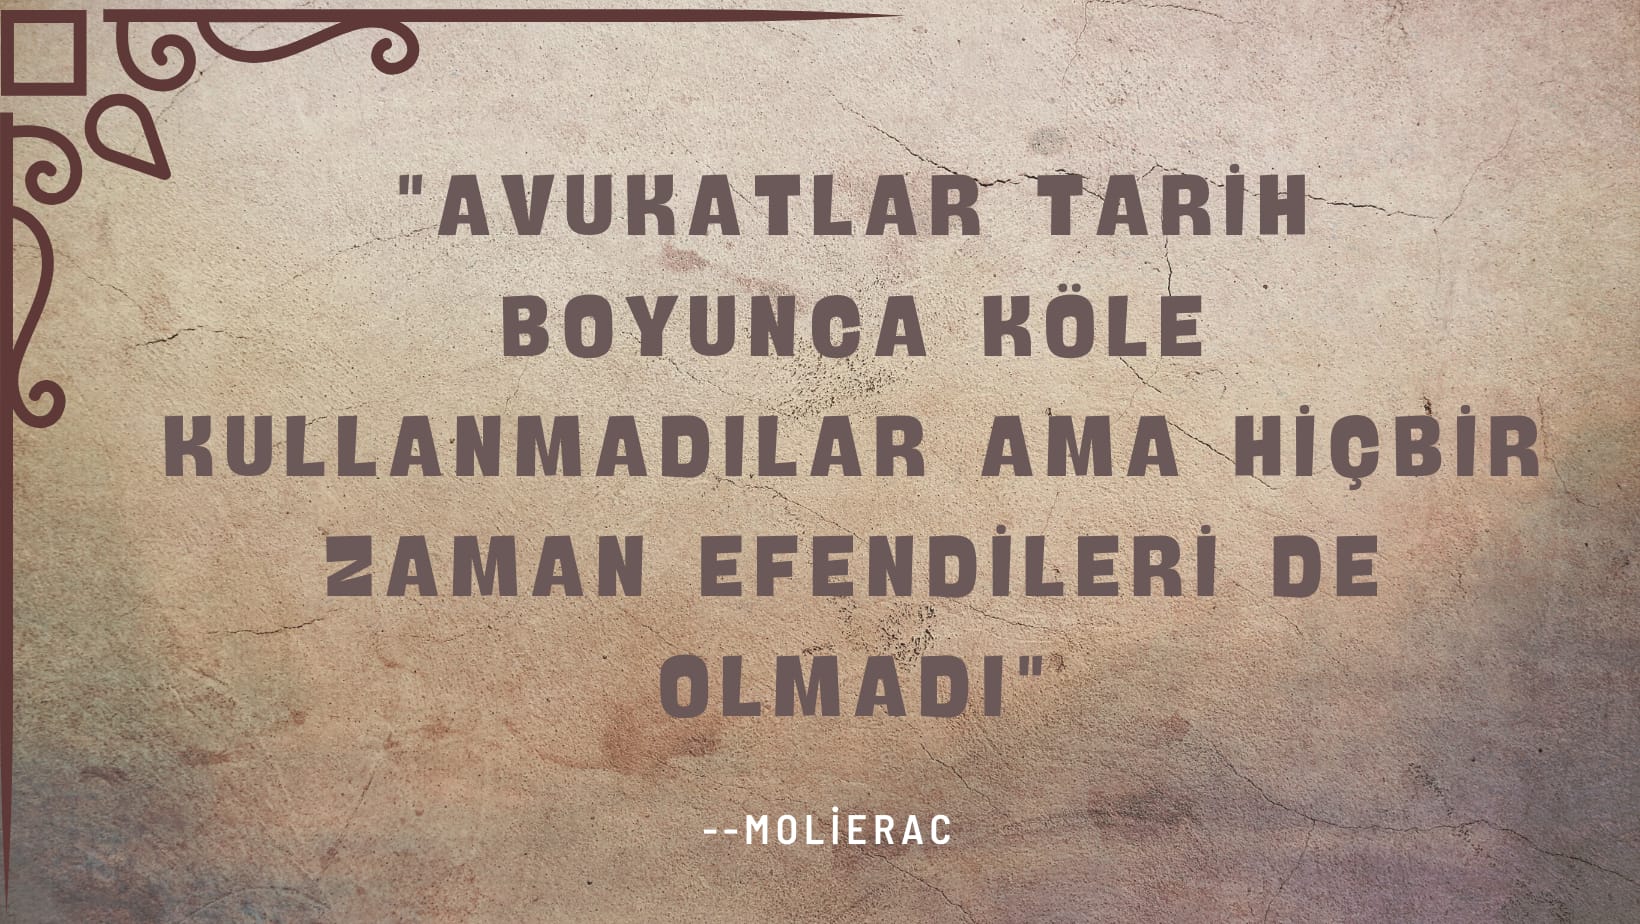 "AVUKATLAR TARİH
BOYUNCA KÖLE
KULLANMADILAR AMA HİÇBİR
ZAMAN EFENDİLERİ DE
OLMADI"
--MOLİERAC